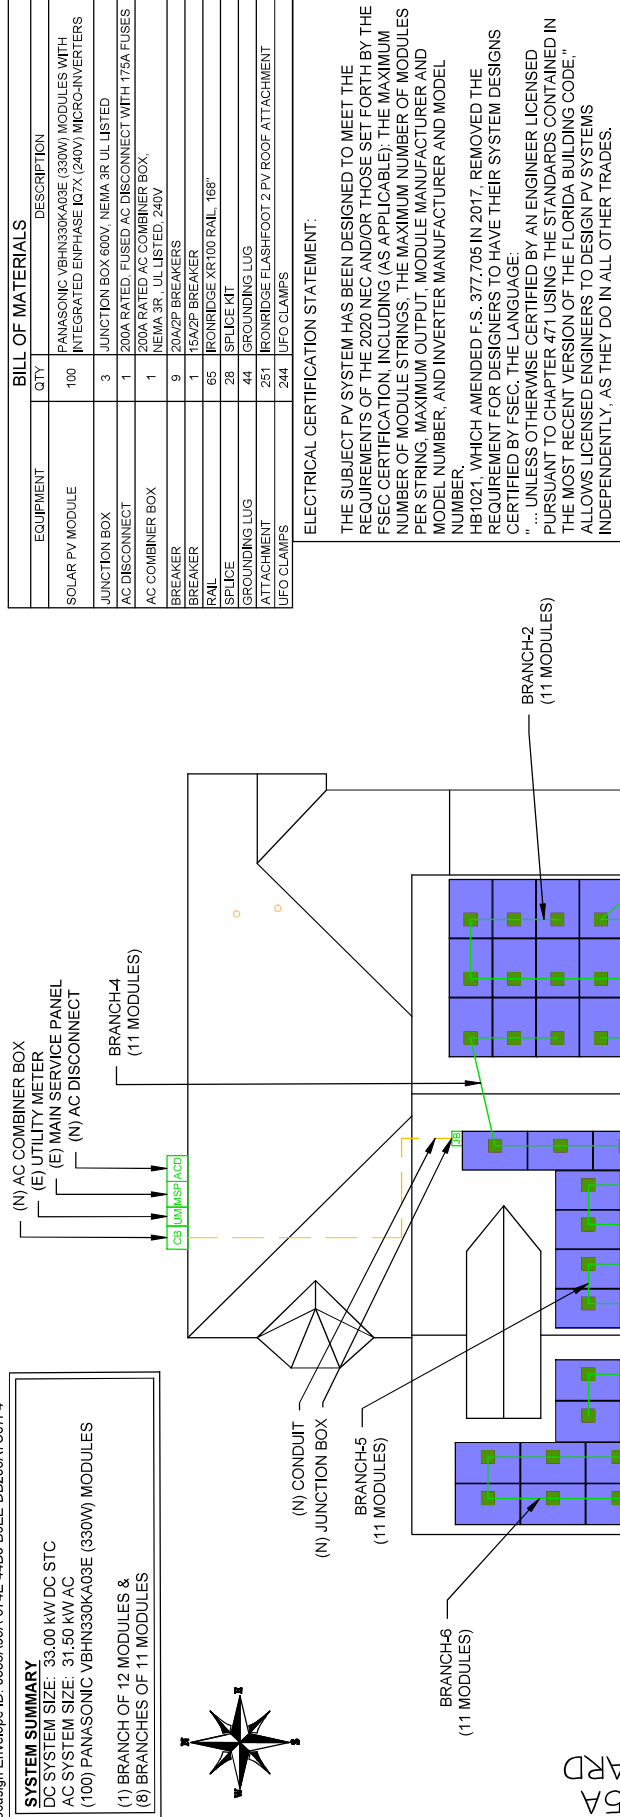 SYSTEM SUMMARY
DC SYSTEM SIZE: 33.00 kW DC STC
AC SYSTEM SIZE: 31.50 kW AC
(100) PANASONIC VBHN330KA03E (330W) MODULES
(1) BRANCH OF 12 MODULES &
(8) BRANCHES OF 11 MODULES
N
E
S
W
(N) AC COMBINER BOX
(E) UTILITY METER
(E) MAIN SERVICE PANEL
(N) AC DISCONNECT
CB UM MSP ACD
BRANCH-4
(11 MODULES)
(N) CONDUIT
(N) JUNCTION BOX
JB
BRANCH-5
(11 MODULES)
BRANCH-6
(11 MODULES)
BRANCH-2
(11 MODULES)
BILL OF MATERIALS
EQUIPMENT QTY DESCRIPTION
SOLAR PV MODULE 100 PANASONIC VBHN330KA03E (330W) MODULES WITH
INTEGRATED ENPHASE IQ7X (240V) MICRO-INVERTERS
JUNCTION BOX 3 JUNCTION BOX 600V, NEMA 3R UL LISTED
AC DISCONNECT 1 200A RATED, FUSED AC DISCONNECT WITH 175A FUSES
AC COMBINER BOX 1 200A RATED AC COMBINER BOX,
NEMA 3R , UL LISTED, 240V
BREAKER 9 20A/2P BREAKERS
BREAKER 1 15A/2P BREAKER
RAIL 65 IRONRIDGE XR100 RAIL, 168"
SPLICE 28 SPLICE KIT
GROUNDING LUG 44 GROUNDING LUG
ATTACHMENT 251 IRONRIDGE FLASHFOOT 2 PV ROOF ATTACHMENT
UFO CLAMPS 244 UFO CLAMPS
ELECTRICAL CERTIFICATION STATEMENT:
THE SUBJECT PV SYSTEM HAS BEEN DESIGNED TO MEET THE
REQUIREMENTS OF THE 2020 NEC AND/OR THOSE SET FORTH BY THE
FSEC CERTIFICATION, INCLUDING (AS APPLICABLE): THE MAXIMUM
NUMBER OF MODULE STRINGS, THE MAXIMUM NUMBER OF MODULES
PER STRING, MAXIMUM OUTPUT, MODULE MANUFACTURER AND
MODEL NUMBER, AND INVERTER MANUFACTURER AND MODEL
NUMBER.
HB1021, WHICH AMENDED F.S. 377.705 IN 2017, REMOVED THE
REQUIREMENT FOR DESIGNERS TO HAVE THEIR SYSTEM DESIGNS
CERTIFIED BY FSEC. THE LANGUAGE:
" ... UNLESS OTHERWISE CERTIFIED BY AN ENGINEER LICENSED
PURSUANT TO CHAPTER 471 USING THE STANDARDS CONTAINED IN
THE MOST RECENT VERSION OF THE FLORIDA BUILDING CODE,"
ALLOWS LICENSED ENGINEERS TO DESIGN PV SYSTEMS
INDEPENDENTLY, AS THEY DO IN ALL OTHER TRADES.